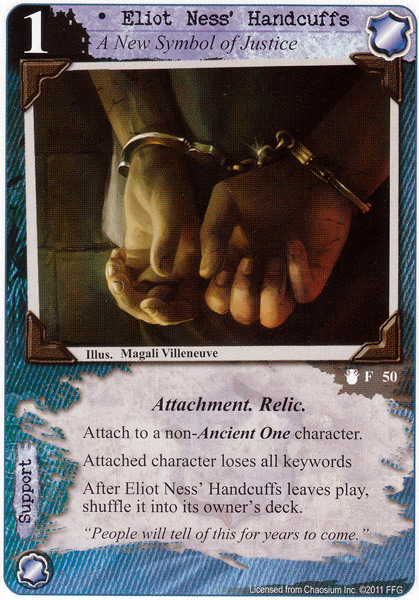 1
• Eliot Ness' Handcuffs
A New Symbol of Justice
Illus. Magali Villeneuve
F 50
Attachment. Relic.
Attach to a non-Ancient One character.
Attached character loses all keywords
After Eliot Ness' Handcuffs leaves play,
shuffle it into its owner's deck.
"People will tell of this for years to come."
Support
Licensed from Chaosium Inc. ©2011 FFG